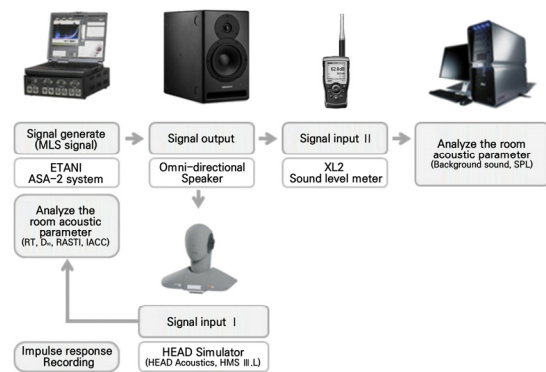 62.8dB
Signal generate
(MLS signal)
Signal output
Signal input II
Analyze the room
acoustic parameter
(Background sound, SPL)
ETANI
ASA-2 system
Omni-directional
Speaker
XL2
Sound level meter
Analyze the
room acoustic
parameter
(RT, D₅₀, RASTI, IACC)
Signal input I
Impulse response
Recording
HEAD Simulator
(HEAD Acoustics, HMS III.L)